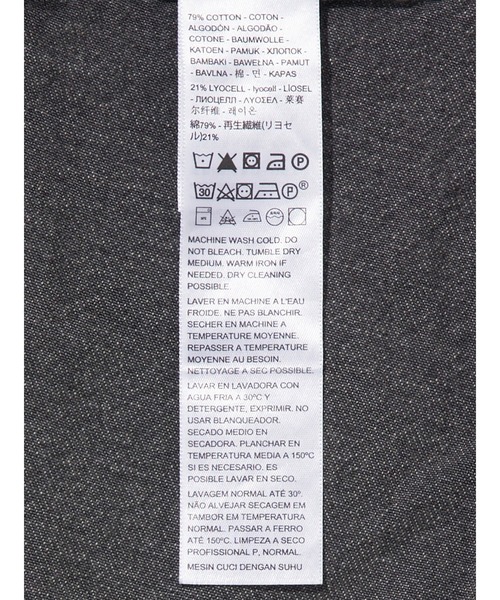 79% COTTON - COTON -
ALGODÓN - ALGODÃO -
COTONE - BAUMWOLLE -
KATOEN - PAMUK - ХЛОПОК -
BAMBAKI - BAWEŁNA - PAMUT
- BAVLNA - 棉 - 면 - KAPAS
21% LYOCELL - lyocell - LIOSEL
- ЛИОЦЕЛЛ - ΛΥΟΣΕΛ - 莱赛
尔纤维 - 레이온
綿79% - 再生繊維(リヨセ
ル)21%
P
30 P ®
MACHINE WASH COLD. DO
NOT BLEACH. TUMBLE DRY
MEDIUM. WARM IRON IF
NEEDED. DRY CLEANING
POSSIBLE.
LAVER EN MACHINE A L'EAU
FROIDE. NE PAS BLANCHIR.
SECHER EN MACHINE A
TEMPERATURE MOYENNE.
REPASSER A TEMPERATURE
MOYENNE AU BESOIN.
NETTOYAGE A SEC POSSIBLE.
LAVAR EN LAVADORA CON
AGUA FRIA A 30ºC Y
DETERGENTE, EXPRIMIR. NO
USAR BLANQUEADOR.
SECADO MEDIO EN
SECADORA. PLANCHAR EN
TEMPERATURA MEDIA A 150ºC
SI ES NECESARIO. ES
POSIBLE LAVAR EN SECO.
LAVAGEM NORMAL ATÉ 30º.
NÃO ALVEJAR SECAGEM EM
TAMBOR EM TEMPERATURA
NORMAL. PASSAR A FERRO
ATÉ 150ºC. LIMPEZA A SECO
PROFISSIONAL P, NORMAL.
MESIN CUCI DENGAN SUHU